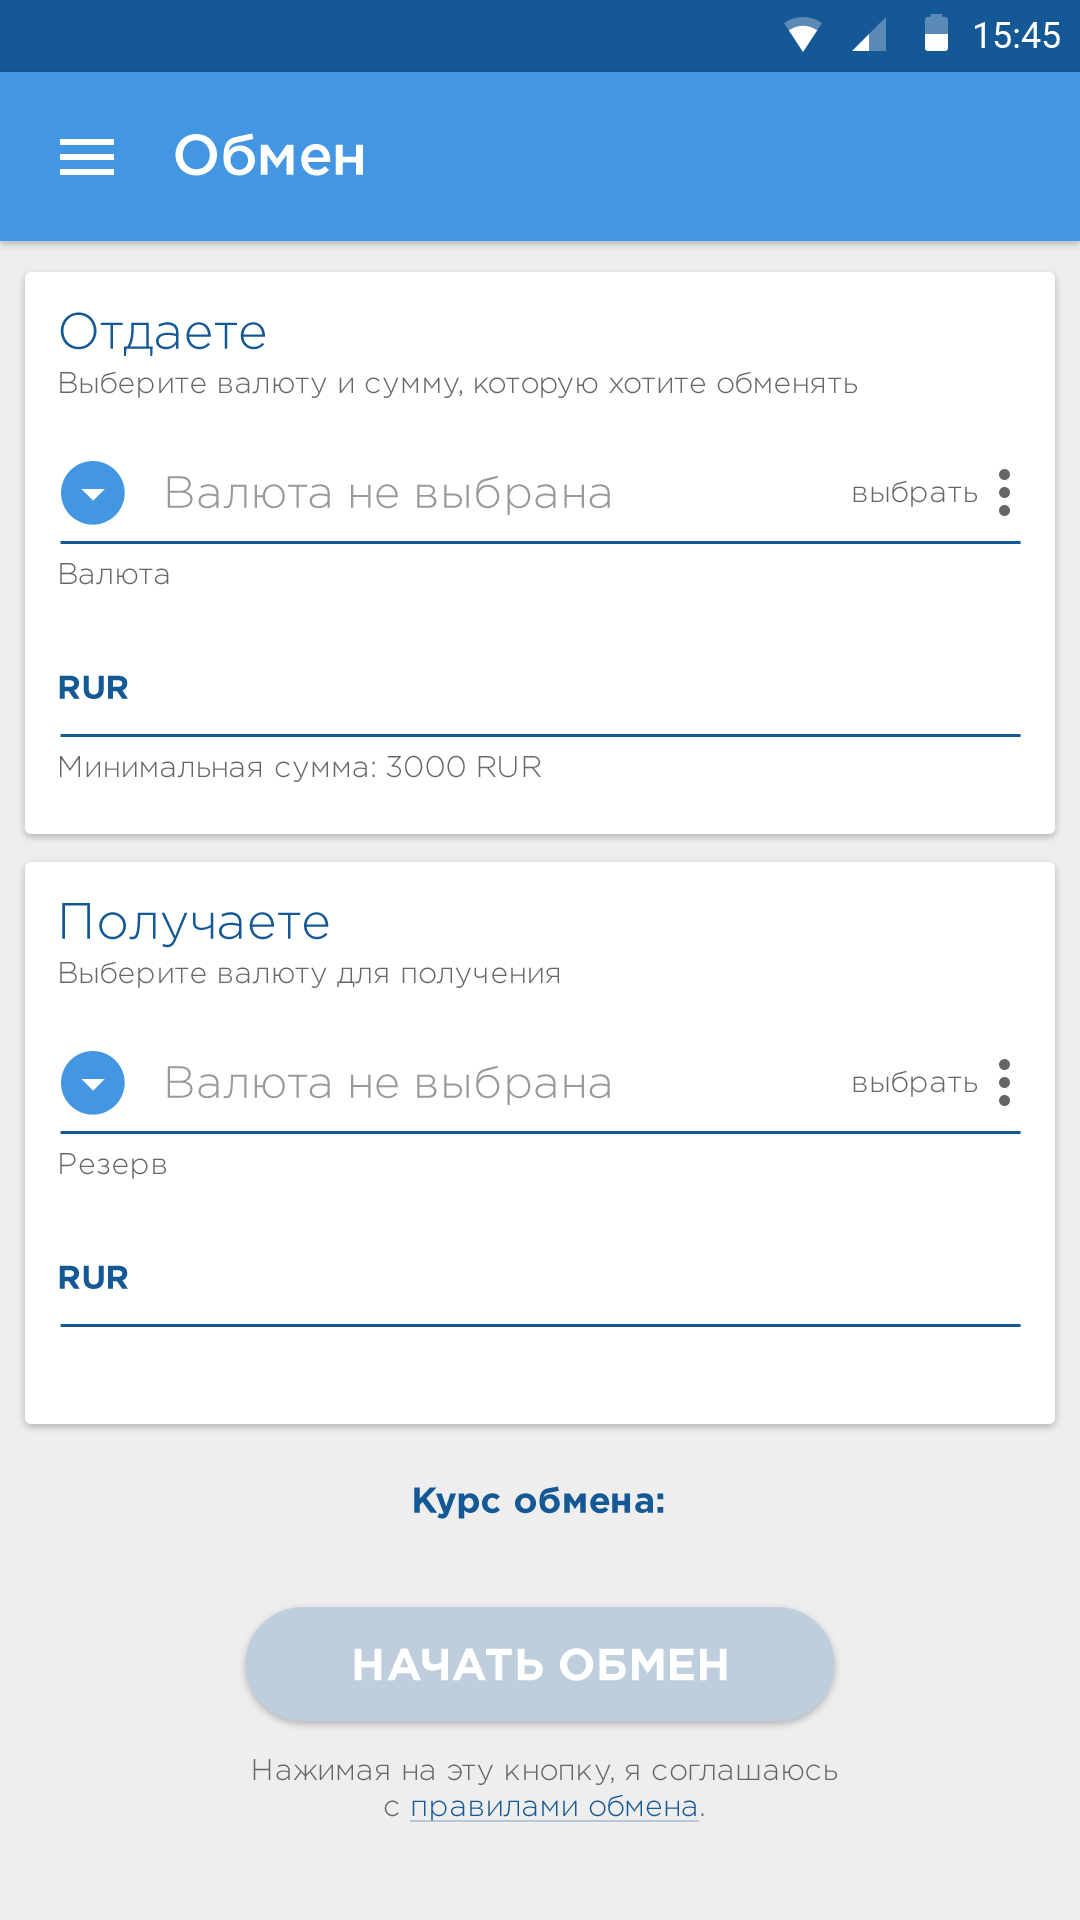 15:45
Обмен
Отдаете
Выберите валюту и сумму, которую хотите обменять
Валюта не выбрана выбрать
Валюта
RUR
Минимальная сумма: 3000 RUR
Получаете
Выберите валюту для получения
Валюта не выбрана выбрать
Резерв
RUR
Курс обмена:
НАЧАТЬ ОБМЕН
Нажимая на эту кнопку, я соглашаюсь
с правилами обмена.